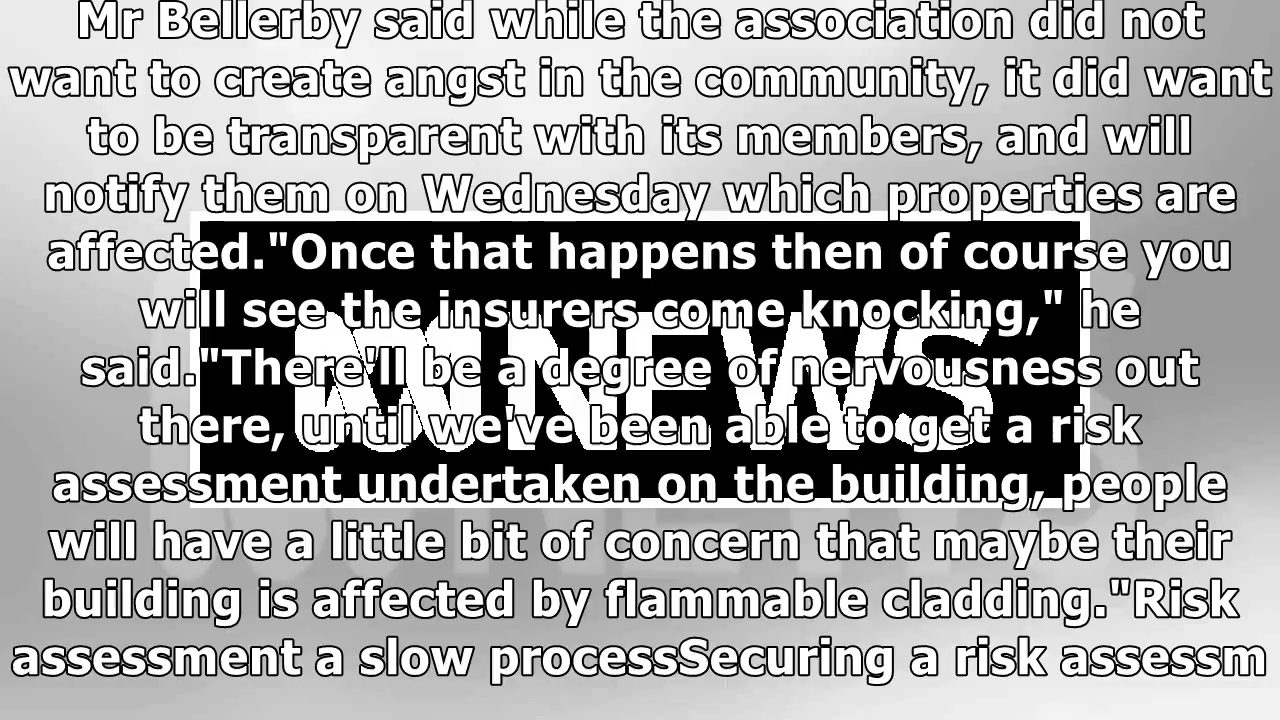 Mr Bellerby said while the association did not
want to create angst in the community, it did want
to be transparent with its members, and will
notify them on Wednesday which properties are
affected."Once that happens then of course you
will see the insurers come knocking," he
said."There'll be a degree of nervousness out
there, until we've been able to get a risk
assessment undertaken on the building, people
will have a little bit of concern that maybe their
building is affected by flammable cladding."Risk
assessment a slow processSecuring a risk assessm
NEWS